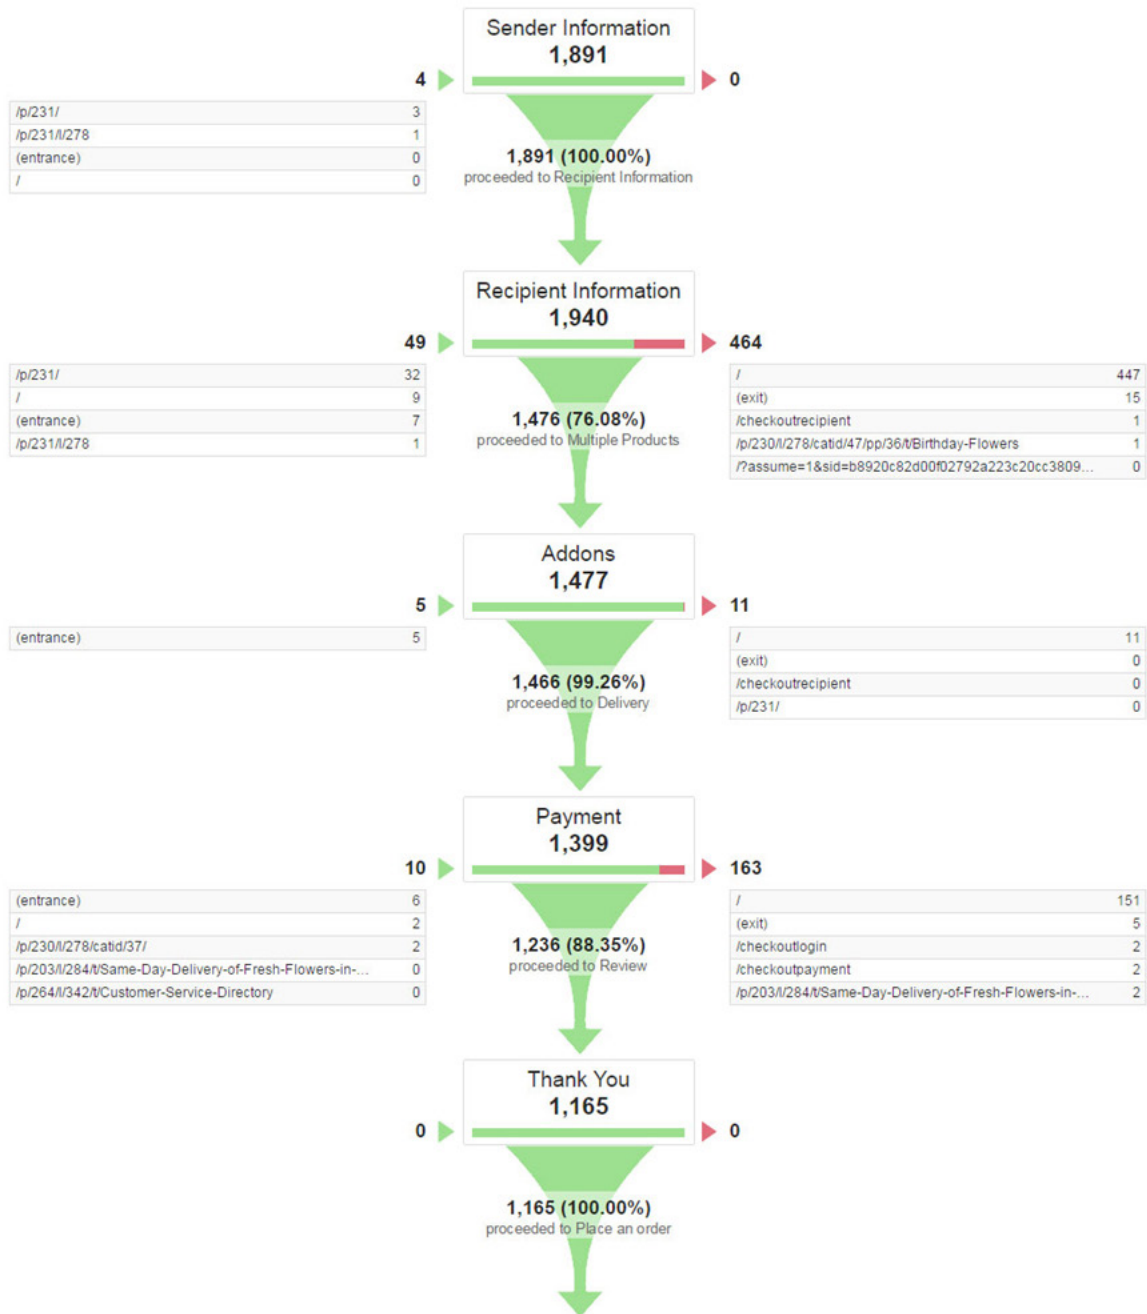 Sender Information
1,891
4
0
/p/231/ 3
/p/231/l/278 1
(entrance) 0
/ 0
1,891 (100.00%)
proceeded to Recipient Information
Recipient Information
1,940
49
464
/p/231/ 32
/ 9
(entrance) 7
/p/231/l/278 1
/ 447
(exit) 15
/checkoutrecipient 1
/p/230/l/278/catid/47/pp/36/t/Birthday-Flowers 1
/?assume=1&sid=b8920c82d00f02792a223c20cc3809... 0
1,476 (76.08%)
proceeded to Multiple Products
Addons
1,477
5
11
(entrance) 5
/ 11
(exit) 0
/checkoutrecipient 0
/p/231/ 0
1,466 (99.26%)
proceeded to Delivery
Payment
1,399
10
163
(entrance) 6
/ 2
/p/230/l/278/catid/37/ 2
/p/203/l/284/t/Same-Day-Delivery-of-Fresh-Flowers-in-... 0
/p/264/l/342/t/Customer-Service-Directory 0
/ 151
(exit) 5
/checkoutlogin 2
/checkoutpayment 2
/p/203/l/284/t/Same-Day-Delivery-of-Fresh-Flowers-in-... 2
1,236 (88.35%)
proceeded to Review
Thank You
1,165
0
0
1,165 (100.00%)
proceeded to Place an order